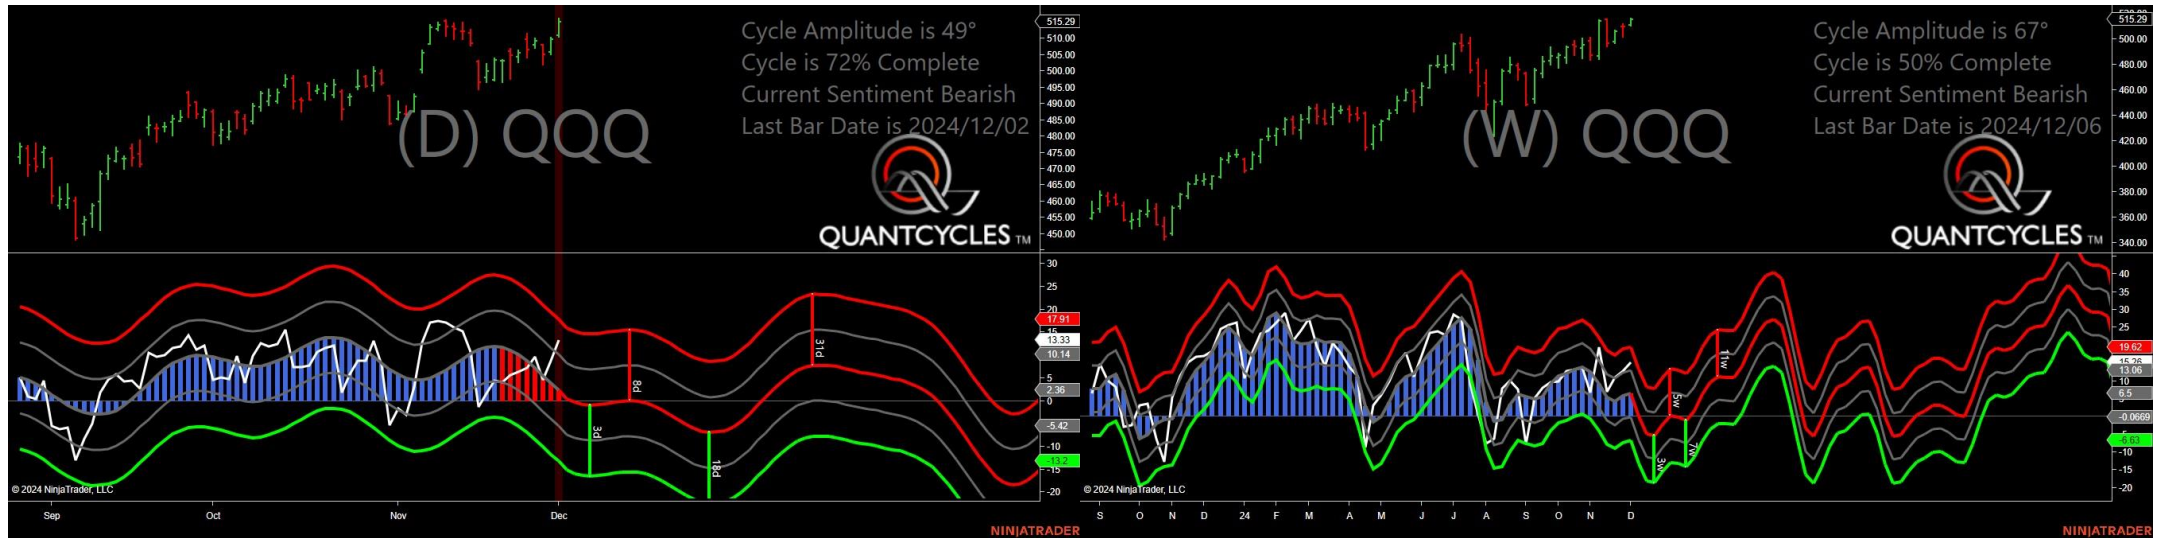 Cycle Amplitude is 49°
Cycle is 72% Complete
Current Sentiment Bearish
Last Bar Date is 2024/12/02
(D) QQQ
QUANTCYCLES TM
515.29
510.00
505.00
500.00
495.00
490.00
485.00
480.00
475.00
470.00
465.00
460.00
455.00
450.00
30
25
20
17.91
15
13.33
10.14
5
2.36
0
-5.42
-10
-13.2
-15
-20
8d
31d
3d
18d
© 2024 NinjaTrader, LLC
Sep Oct Nov Dec
NINJATRADER
Cycle Amplitude is 67°
Cycle is 50% Complete
Current Sentiment Bearish
Last Bar Date is 2024/12/06
(W) QQQ
QUANTCYCLES TM
515.29
500.00
480.00
460.00
440.00
420.00
400.00
380.00
360.00
340.00
40
35
30
25
19.62
15.26
13.06
10
6.5
-0.0669
-6.63
-10
-15
-20
11w
5w
3w
7w
© 2024 NinjaTrader, LLC
S O N D 24 F M A M J J A S O N D
NINJATRADER